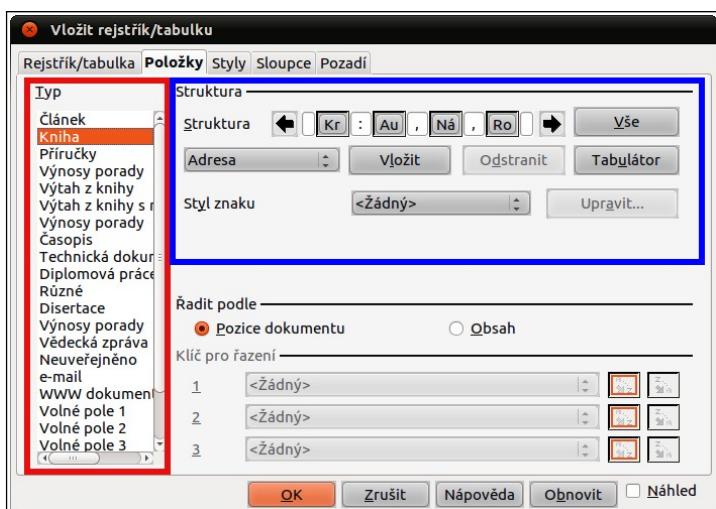 Vložit rejstřík/tabulku
Rejstřík/tabulka Položky Styly Sloupce Pozadí
Typ
Článek
Kniha
Příručky
Výnosy porady
Výtah z knihy
Výtah z knihy s r
Výnosy porady
Časopis
Technická dokum
Diplomová práce
Různé
Disertace
Výnosy porady
Vědecká zpráva
Neuveřejněno
e-mail
WWW dokument
Volné pole 1
Volné pole 2
Volné pole 3
Struktura
Struktura Kr : Au , Ná , Ro Vše
Adresa Vložit Odstranit Tabulátor
Styl znaku <Žádný> Upravit...
Řadit podle
Pozice dokumentu Obsah
Klíč pro řazení
1 <Žádný>
2 <Žádný>
3 <Žádný>
OK Zrušit Nápověda Obnovit Náhled